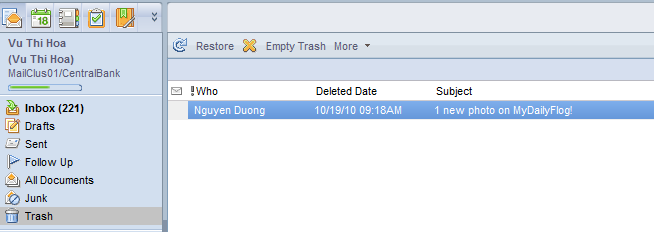 18
Vu Thi Hoa
(Vu Thi Hoa)
MailClus01/CentralBank
Inbox (221)
Drafts
Sent
Follow Up
All Documents
Junk
Trash
Restore Empty Trash More
! Who Deleted Date Subject
Nguyen Duong 10/19/10 09:18AM 1 new photo on MyDailyFlog!